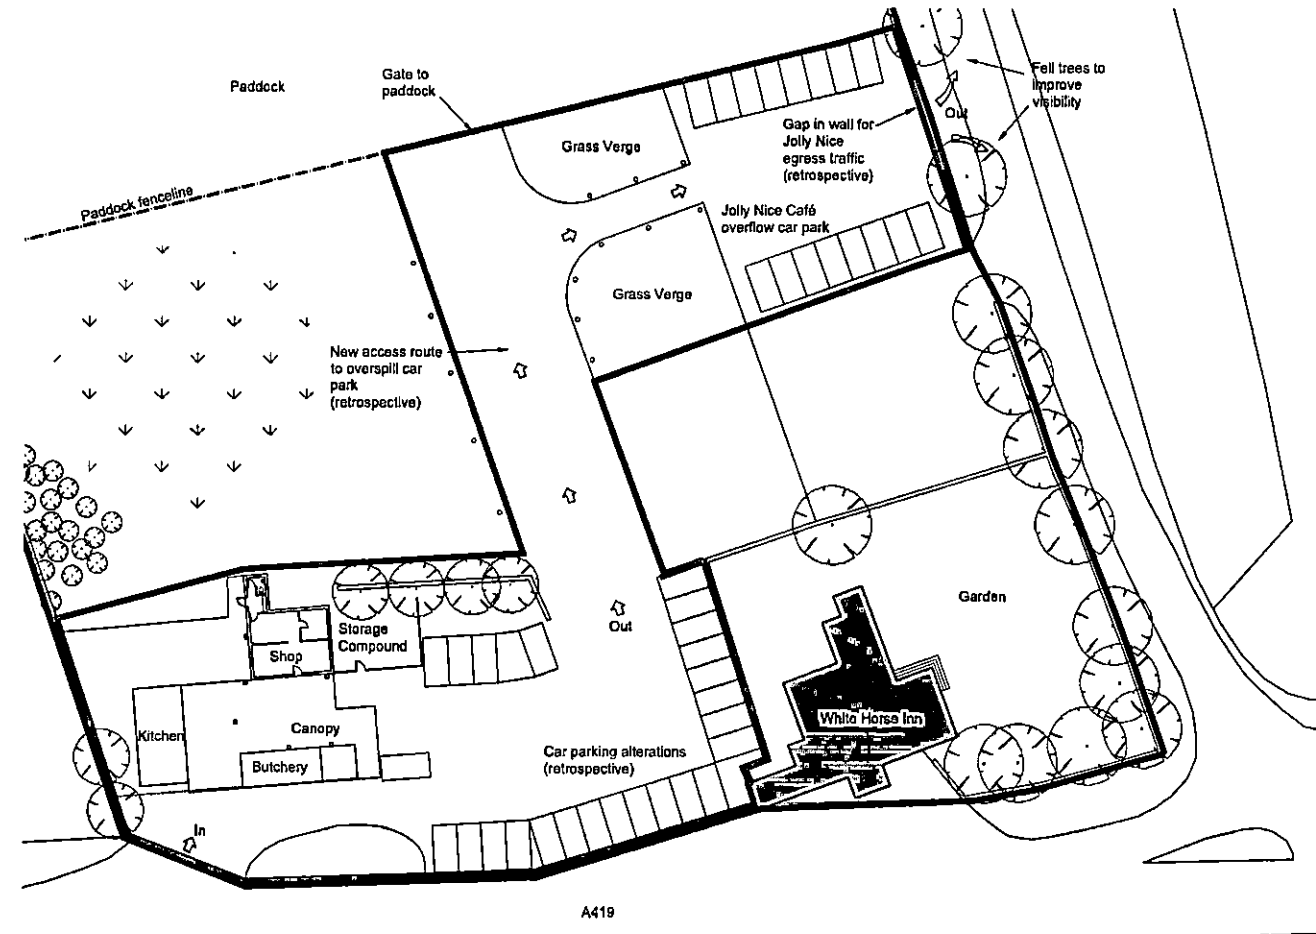 Paddock
Gate to
paddock
Fell trees to
improve
visibility
Out
Gap in wall for
Jolly Nice
egress traffic
(retrospective)
Grass Verge
Paddock fenceline
Jolly Nice Café
overflow car park
Grass Verge
New access route
to overspill car
park
(retrospective)
Garden
Out
Storage
Compound
Shop
White Horse Inn
Kitchen
Canopy
Butchery
Car parking alterations
(retrospective)
In
A419